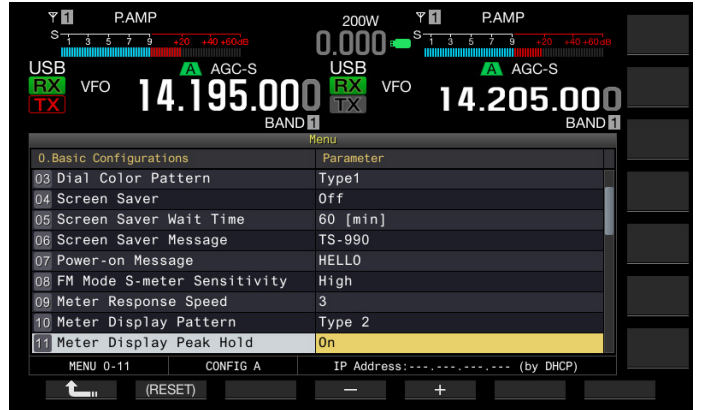 1 P.AMP
S 1 3 5 7 9 +20 +40 +60dB
200W
0.000
1 P.AMP
S 1 3 5 7 9 +20 +40 +60dB
USB A AGC-S
RX VFO 14.195.000
TX
BAND 1
USB A AGC-S
RX VFO 14.205.000
TX
BAND 1
Menu
0.Basic Configurations Parameter
03 Dial Color Pattern Type1
04 Screen Saver Off
05 Screen Saver Wait Time 60 [min]
06 Screen Saver Message TS-990
07 Power-on Message HELLO
08 FM Mode S-meter Sensitivity High
09 Meter Response Speed 3
10 Meter Display Pattern Type 2
11 Meter Display Peak Hold On
MENU 0-11 CONFIG A IP Address:---.---.---.--- (by DHCP)
(RESET) − +